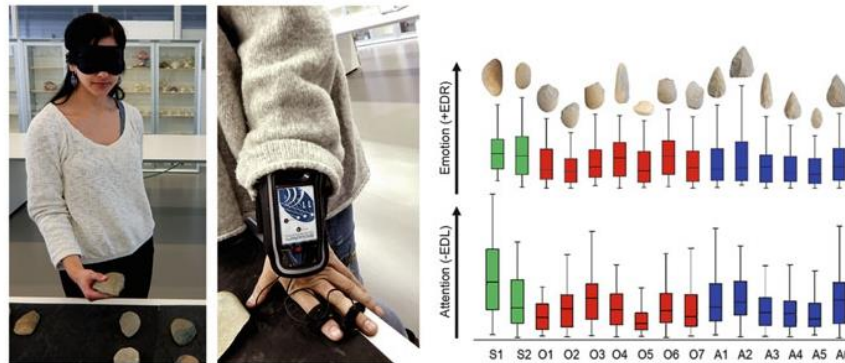 Emotion (+EDR)
Attention (-EDL)
S1 S2 O1 O2 O3 O4 O5 O6 O7 A1 A2 A3 A4 A5